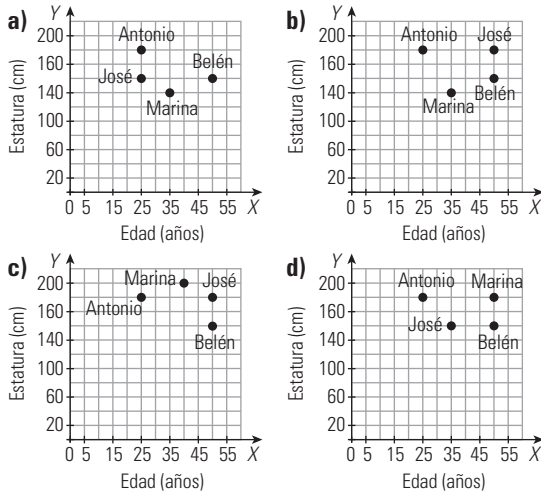 a)
Y
Estatura (cm)
200
180
140
100
60
20
Antonio
José
Belén
Marina
0 5 15 25 35 45 55 X
Edad (años)
b)
Y
Estatura (cm)
200
180
140
100
60
20
Antonio
José
Marina
Belén
0 5 15 25 35 45 55 X
Edad (años)
c)
Y
Estatura (cm)
200
180
140
100
60
20
Marina
José
Antonio
Belén
0 5 15 25 35 45 55 X
Edad (años)
d)
Y
Estatura (cm)
200
180
140
100
60
20
Antonio
Marina
José
Belén
0 5 15 25 35 45 55 X
Edad (años)